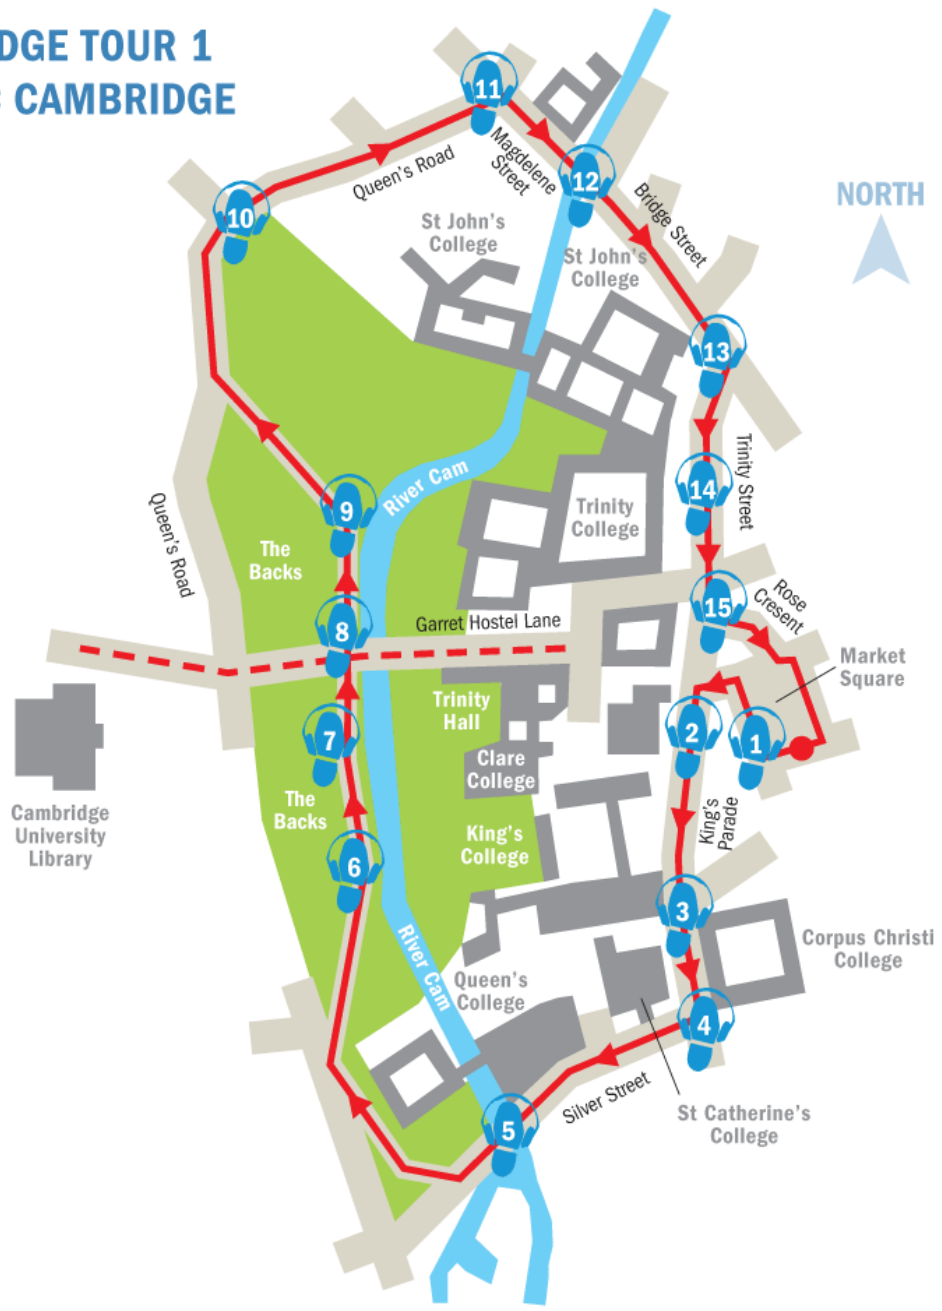 DGE TOUR 1
CAMBRIDGE
NORTH
11
Magdelene
Street
Queen's Road
12
Bridge Street
10
St John's
College
St John's
College
13
Trinity Street
14
River Cam
9
Trinity
College
Queen's Road
The
Backs
15
Rose
Cresent
8
Garret Hostel Lane
Market
Square
Trinity
Hall
2
1
7
Clare
College
Cambridge
University
Library
The
Backs
King's
College
King's
Parade
6
3
Corpus Christi
College
River Cam
Queen's
College
4
Silver Street
St Catherine's
College
5